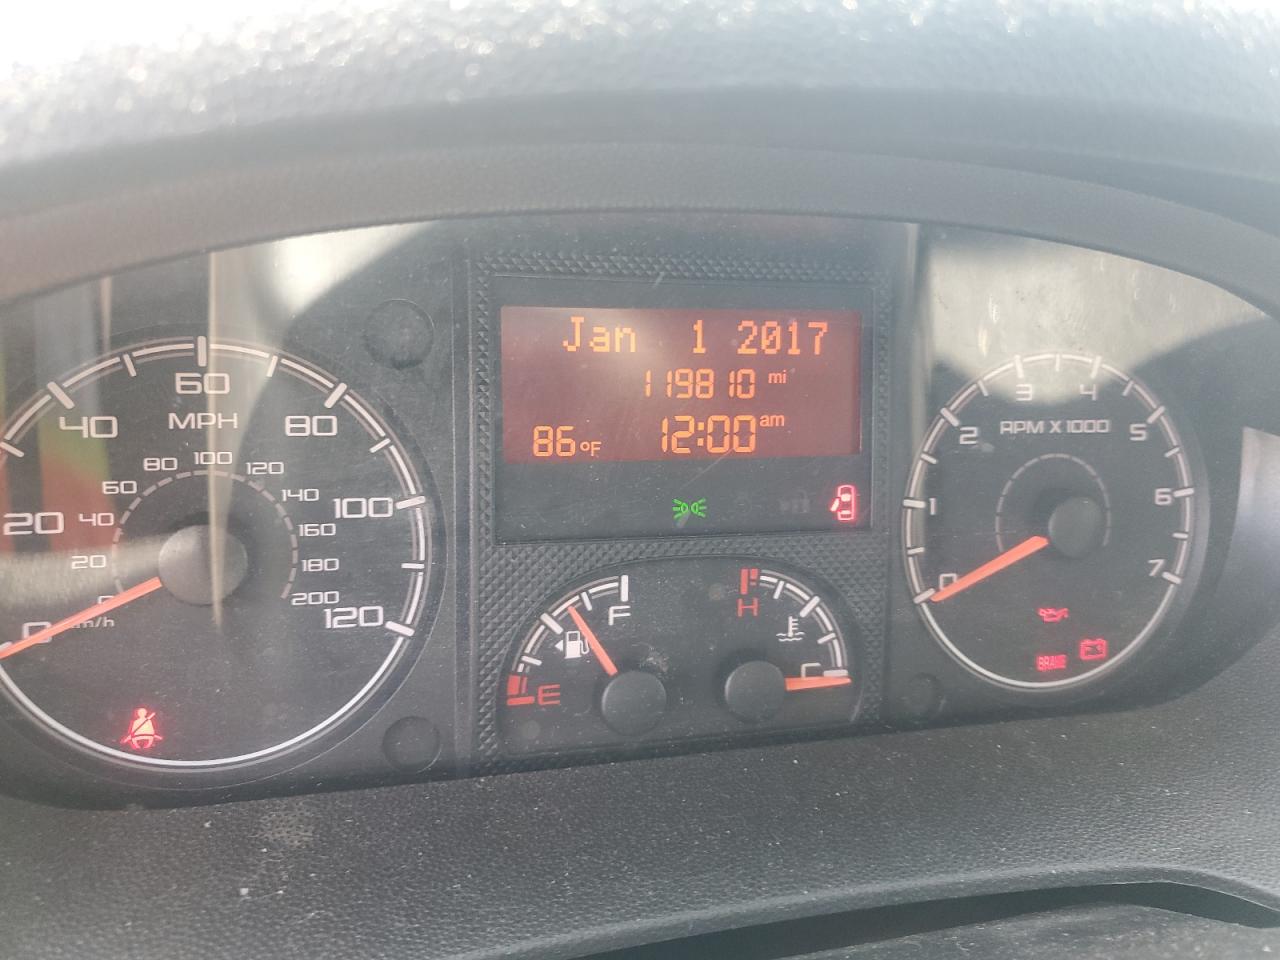 Jan 1 2017
119810 mi
86°F 12:00 am
0 20 40 60 80 100 120
MPH
0 20 40 60 80 100 120 140 160 180 200
km/h
0 1 2 3 4 5 6 7
RPM X 1000
E F
H C
BRAKE